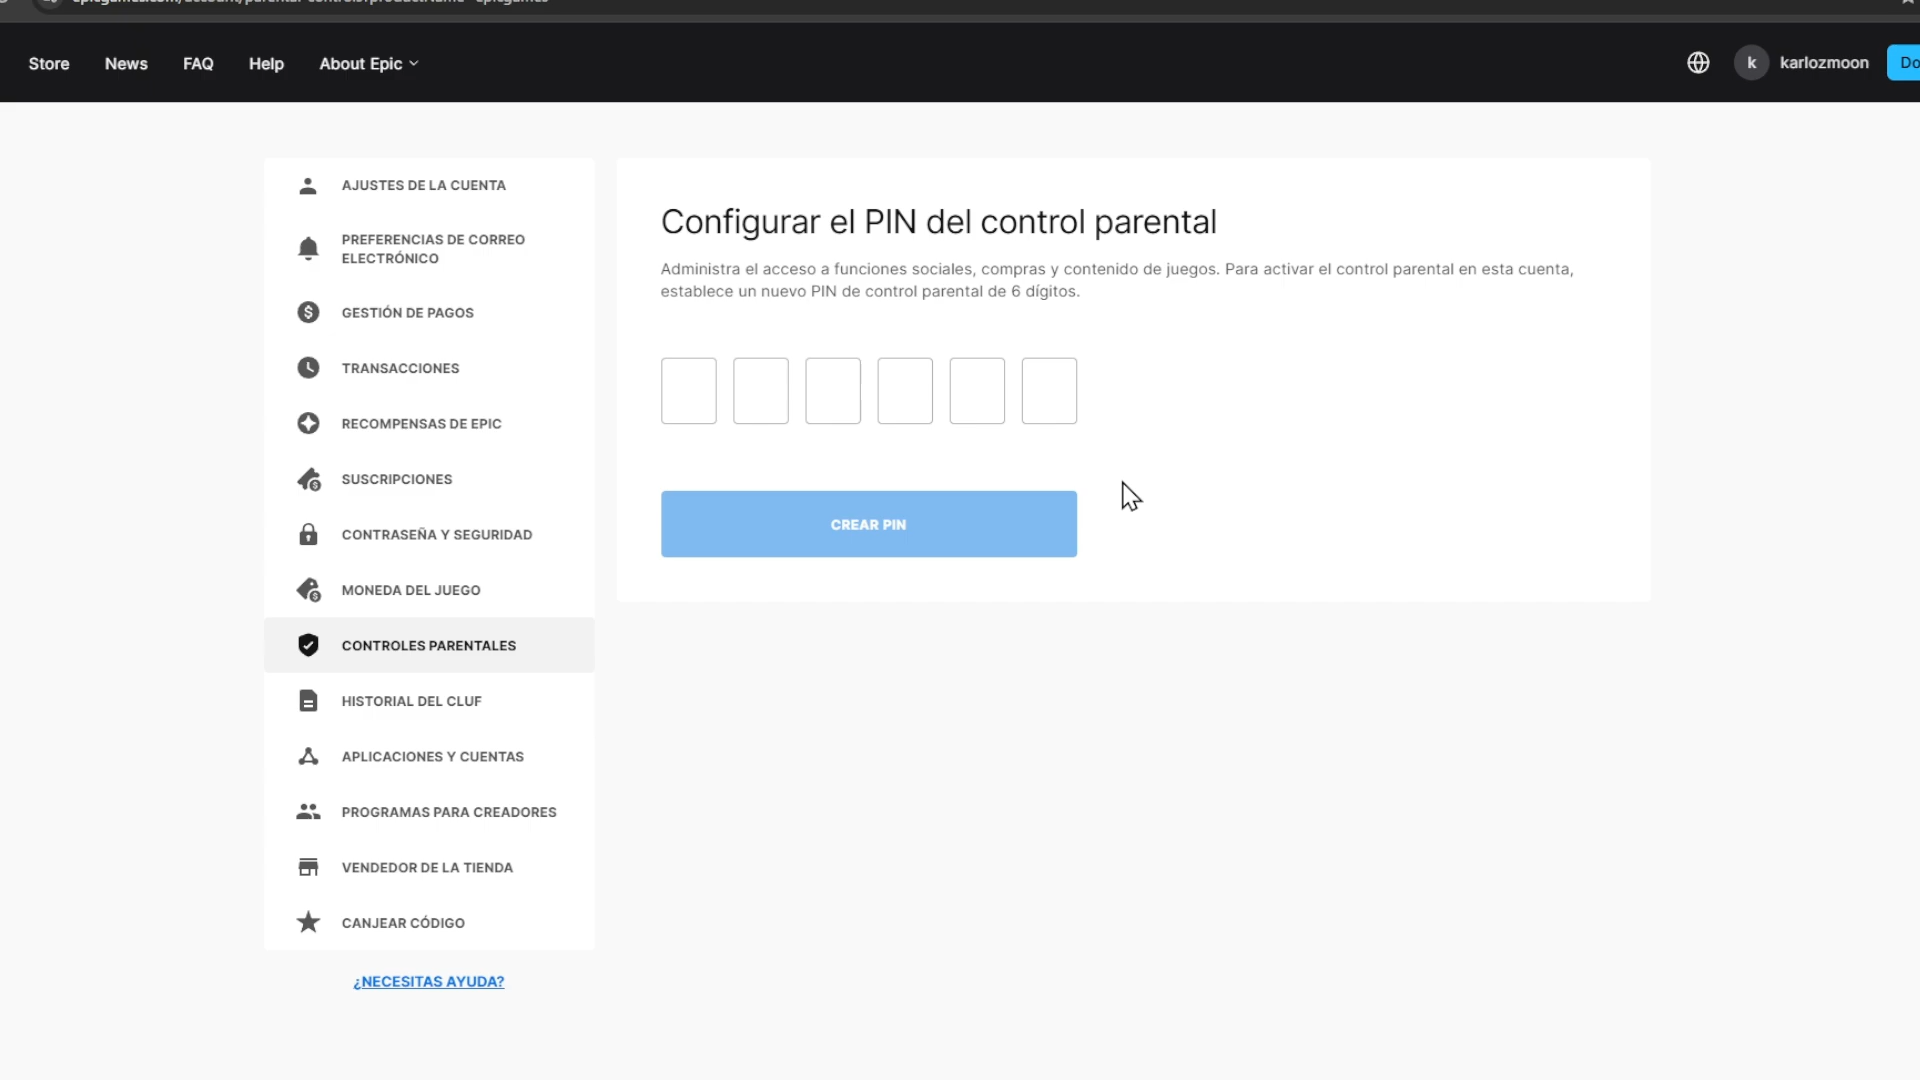 Store
News
FAQ
Help
About Epic
k
karlozmoon
Do
AJUSTES DE LA CUENTA
PREFERENCIAS DE CORREO
ELECTRÓNICO
GESTIÓN DE PAGOS
TRANSACCIONES
RECOMPENSAS DE EPIC
SUSCRIPCIONES
CONTRASEÑA Y SEGURIDAD
MONEDA DEL JUEGO
CONTROLES PARENTALES
HISTORIAL DEL CLUF
APLICACIONES Y CUENTAS
PROGRAMAS PARA CREADORES
VENDEDOR DE LA TIENDA
CANJEAR CÓDIGO
¿NECESITAS AYUDA?
Configurar el PIN del control parental
Administra el acceso a funciones sociales, compras y contenido de juegos. Para activar el control parental en esta cuenta,
establece un nuevo PIN de control parental de 6 dígitos.
CREAR PIN